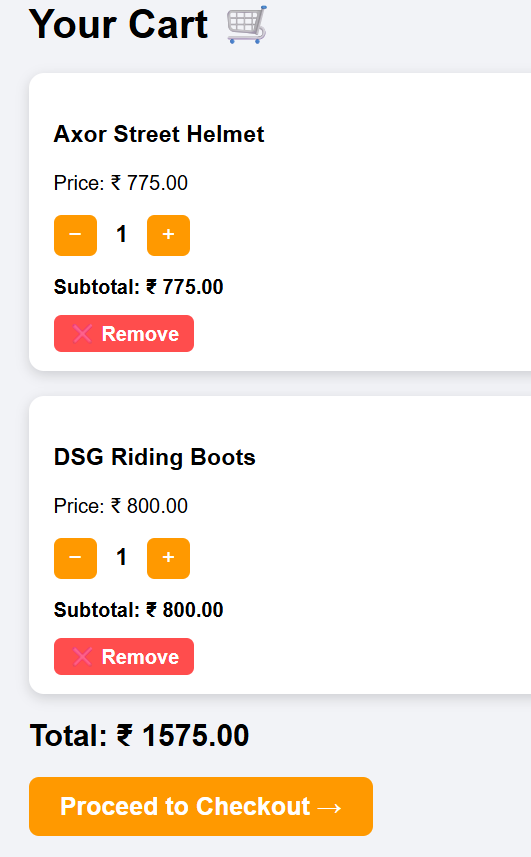 Your Cart 🛒
Axor Street Helmet
Price: ₹ 775.00
− 1 +
Subtotal: ₹ 775.00
❌ Remove
DSG Riding Boots
Price: ₹ 800.00
− 1 +
Subtotal: ₹ 800.00
❌ Remove
Total: ₹ 1575.00
Proceed to Checkout →